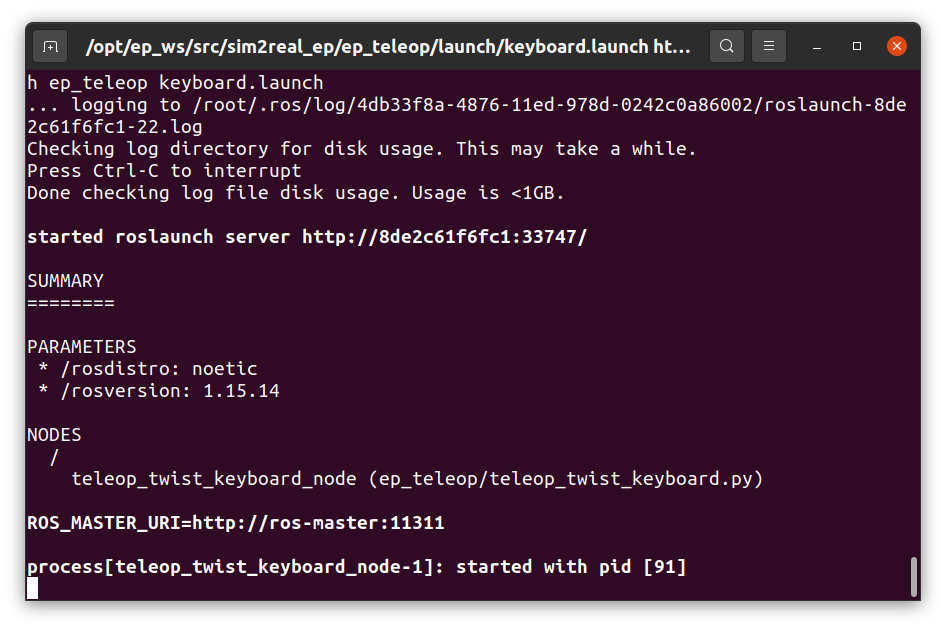 /opt/ep_ws/src/sim2real_ep/ep_teleop/launch/keyboard.launch ht...
h ep_teleop keyboard.launch
... logging to /root/.ros/log/4db33f8a-4876-11ed-978d-0242c0a86002/roslaunch-8de
2c61f6fc1-22.log
Checking log directory for disk usage. This may take a while.
Press Ctrl-C to interrupt
Done checking log file disk usage. Usage is <1GB.
started roslaunch server http://8de2c61f6fc1:33747/
SUMMARY
========
PARAMETERS
 * /rosdistro: noetic
 * /rosversion: 1.15.14
NODES
  /
    teleop_twist_keyboard_node (ep_teleop/teleop_twist_keyboard.py)
ROS_MASTER_URI=http://ros-master:11311
process[teleop_twist_keyboard_node-1]: started with pid [91]